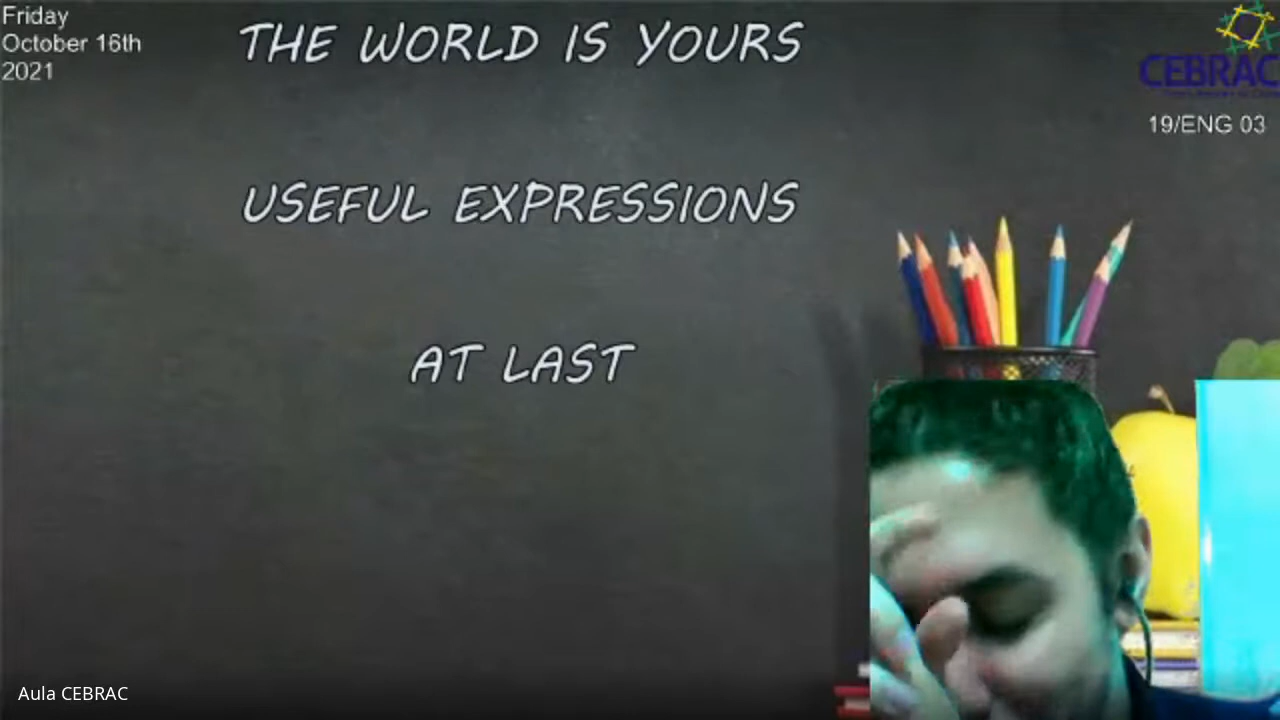 Friday
October 16th
2021
THE WORLD IS YOURS
CEBRAC
19/ENG 03
USEFUL EXPRESSIONS
AT LAST
Aula CEBRAC